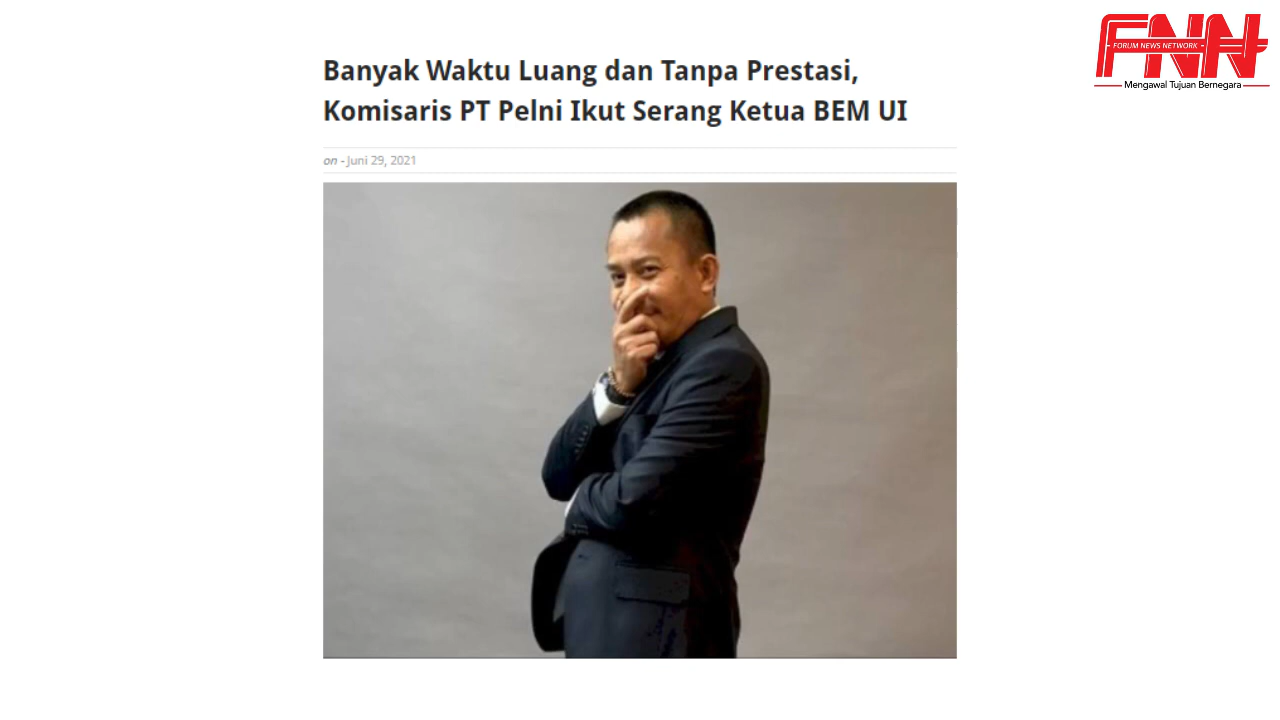 FNN
FORUM NEWS NETWORK
Mengawal Tujuan Bernegara
Banyak Waktu Luang dan Tanpa Prestasi,
Komisaris PT Pelni Ikut Serang Ketua BEM UI
on - Juni 29, 2021